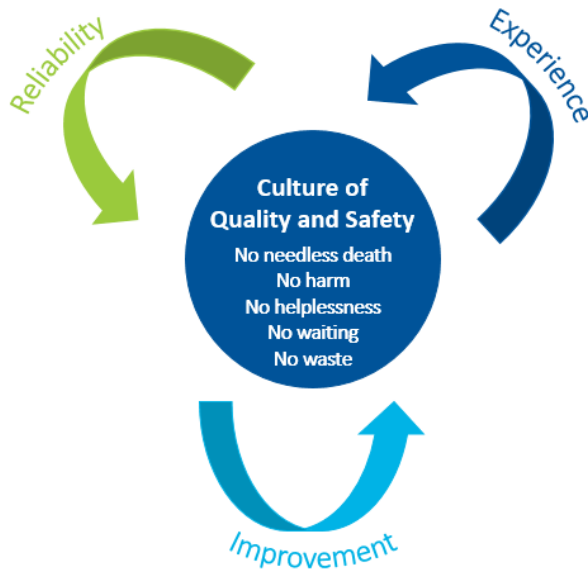 Reliability
Experience
Culture of
Quality and Safety
No needless death
No harm
No helplessness
No waiting
No waste
Improvement